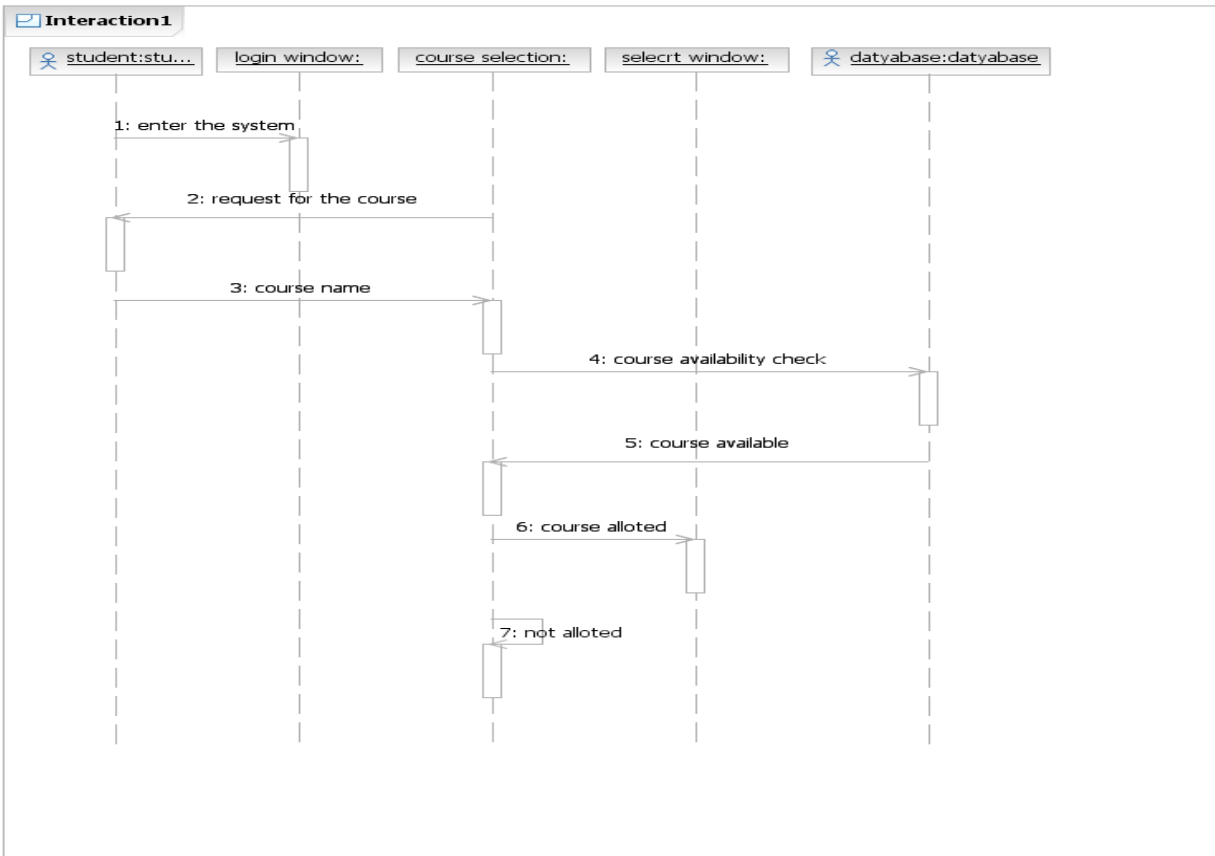 Interaction1
student:stu...
login window:
course selection:
selecrt window:
datyabase:datyabase
1: enter the system
2: request for the course
3: course name
4: course availability check
5: course available
6: course alloted
7: not alloted